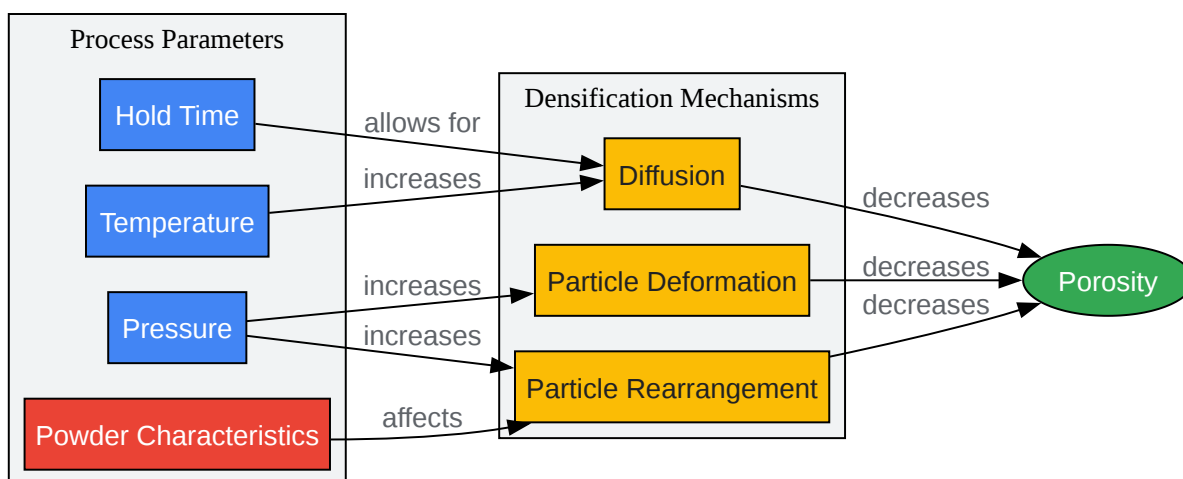 Process Parameters
Hold Time
Temperature
Pressure
Powder Characteristics
allows for
increases
increases
increases
affects
Densification Mechanisms
Diffusion
Particle Deformation
Particle Rearrangement
decreases
decreases
decreases
Porosity